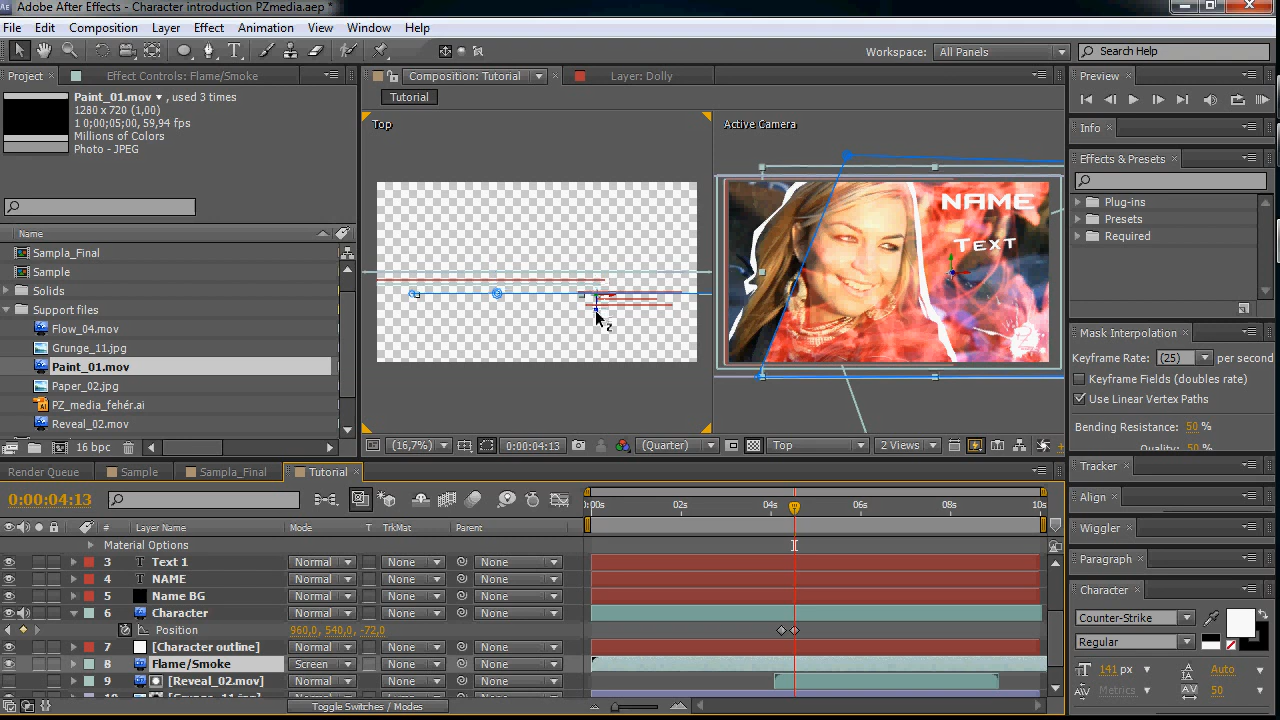 Adobe After Effects - Character introduction PZmedia.aep *
File Edit Composition Layer Effect Animation View Window Help
Workspace: All Panels Search Help
Project Effect Controls: Flame/Smoke Composition: Tutorial Layer: Dolly Preview
Paint_01.mov , used 3 times
1280 x 720 (1,00)
Δ 0;00;05;00, 59,94 fps
Millions of Colors
Photo - JPEG
Tutorial
Top Active Camera
NAME
Text
Z
Info
Effects & Presets
Plug-ins
Presets
Required
Name
Sampla_Final
Sample
Solids
Support files
Flow_04.mov
Grunge_11.jpg
Paint_01.mov
Paper_02.jpg
PZ_media_fehér.ai
Reveal_02.mov
Mask Interpolation
Keyframe Rate: (25) per second
Keyframe Fields (doubles rate)
Use Linear Vertex Paths
Bending Resistance: 50 %
Quality: 50 %
16 bpc (16,7%) 0:00:04:13 (Quarter) Top 2 Views
Tracker
Align
Wiggler
Paragraph
Character
Counter-Strike
Regular
141 px Auto
Metrics 50
Render Queue Sample Sampla_Final Tutorial
0:00:04:13
0:00s 02s 04s 06s 08s 10s
# Layer Name Mode T TrkMat Parent
Material Options
3 T Text 1 Normal None None
4 T NAME Normal None None
5 Name BG Normal None None
6 Character Normal None None
Position 960,0, 540,0, -72,0
7 [Character outline] Normal None None
8 Flame/Smoke Screen None None
9 [Reveal_02.mov] Normal None None
Toggle Switches / Modes